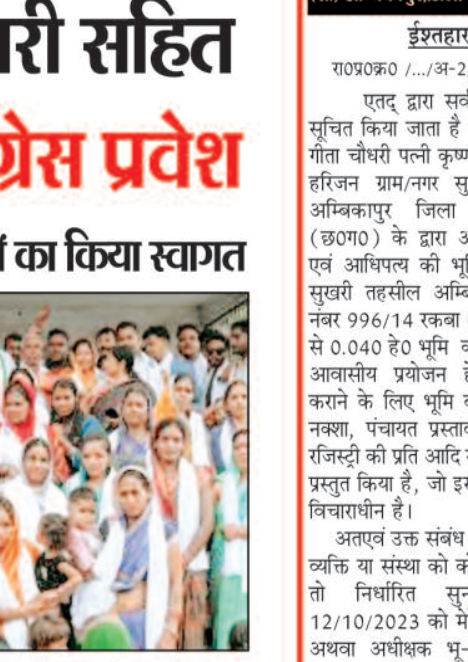 री सहित
ग्रेस प्रवेश
का किया स्वागत
ईश्तहार
रा0प्र0क्र0 /.../अ-2
एतद् द्वारा सर्व
सूचित किया जाता है
गीता चौधरी पत्नी कृष्ण
हरिजन ग्राम/नगर सु
अम्बिकापुर जिला
(छ0ग0) के द्वारा अ
एवं आधिपत्य की भूमि
सुखरी तहसील अम्बि
नंबर 996/14 रकबा
से 0.040 हे0 भूमि व
आवासीय प्रयोजन हे
कराने के लिए भूमि व
नक्शा, पंचायत प्रस्ताव
रजिस्ट्री की प्रति आदि
प्रस्तुत किया है, जो इस
विचाराधीन है।
अतएवं उक्त संबंध
व्यक्ति या संस्था को को
तो निर्धारित सुन
12/10/2023 को मे
अथवा अधीक्षक भू-